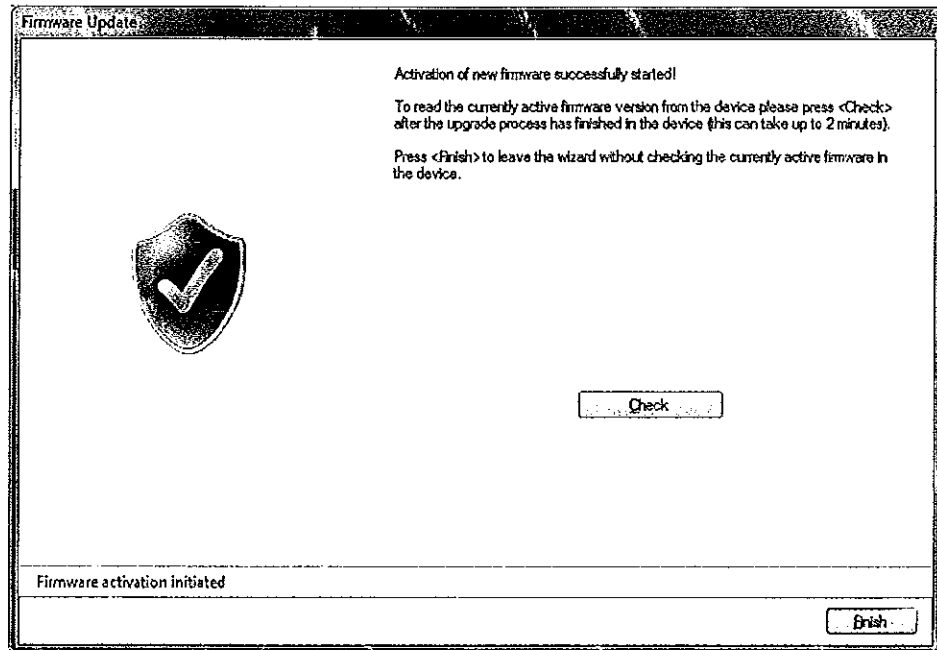 Firmware Update
Activation of new firmware successfully started!
To read the currently active firmware version from the device please press <Check>
after the upgrade process has finished in the device (this can take up to 2 minutes).
Press <Finish> to leave the wizard without checking the currently active firmware in
the device.
Check
Firmware activation initiated
Finish